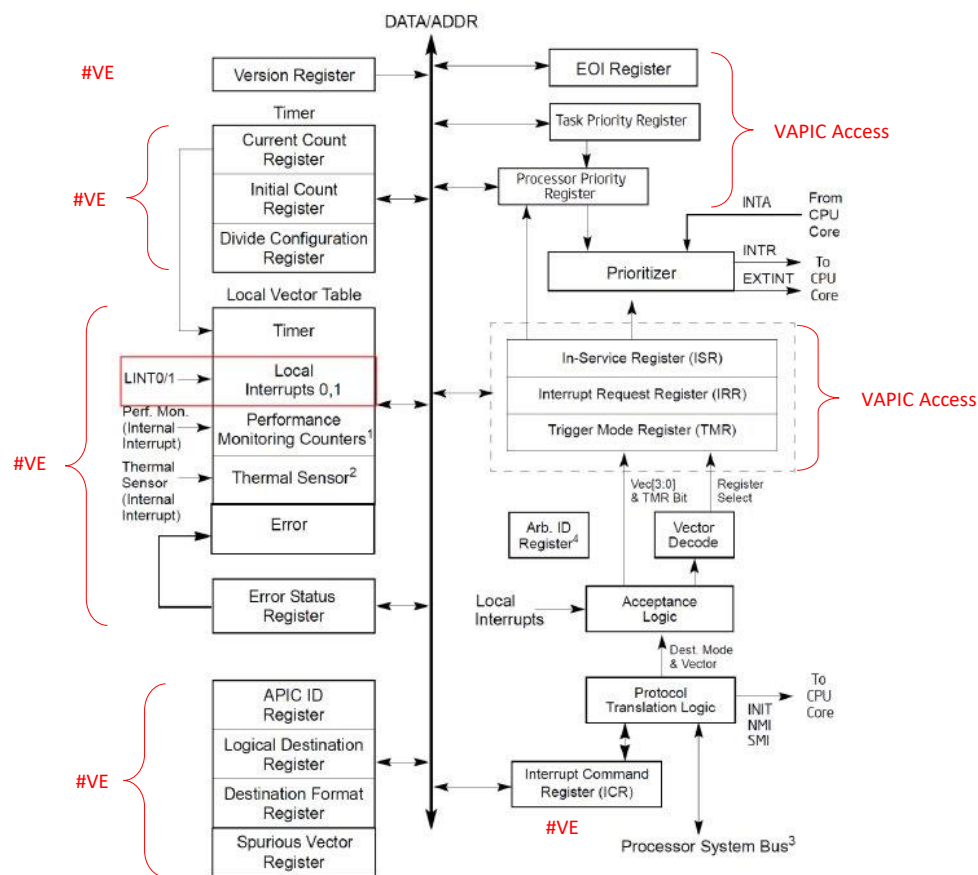 DATA/ADDR
#VE
Version Register
EOI Register
Timer
Task Priority Register
VAPIC Access
#VE
Current Count
Register
Initial Count
Register
Divide Configuration
Register
Processor Priority
Register
INTA
From
CPU
Core
Prioritizer
INTR
EXTINT
To
CPU
Core
Local Vector Table
Timer
LINT0/1
Local
Interrupts 0,1
Perf. Mon.
(Internal
Interrupt)
Performance
Monitoring Counters1
#VE
Thermal
Sensor
(Internal
Interrupt)
Thermal Sensor2
Error
Error Status
Register
In-Service Register (ISR)
Interrupt Request Register (IRR)
Trigger Mode Register (TMR)
VAPIC Access
Vec[3:0]
& TMR Bit
Register
Select
Arb. ID
Register4
Vector
Decode
Local
Interrupts
Acceptance
Logic
Dest. Mode
& Vector
Protocol
Translation Logic
To
CPU
Core
INIT
NMI
SMI
#VE
APIC ID
Register
Logical Destination
Register
Destination Format
Register
Spurious Vector
Register
Interrupt Command
Register (ICR)
#VE
Processor System Bus3